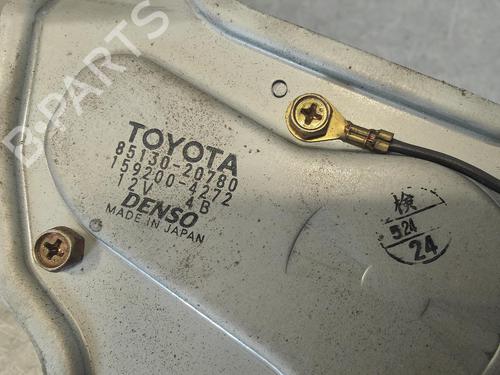 B-PARTS
TOYOTA
85130-20780
159200-4272
12V 4B
DENSO
MADE IN JAPAN
検
524
24